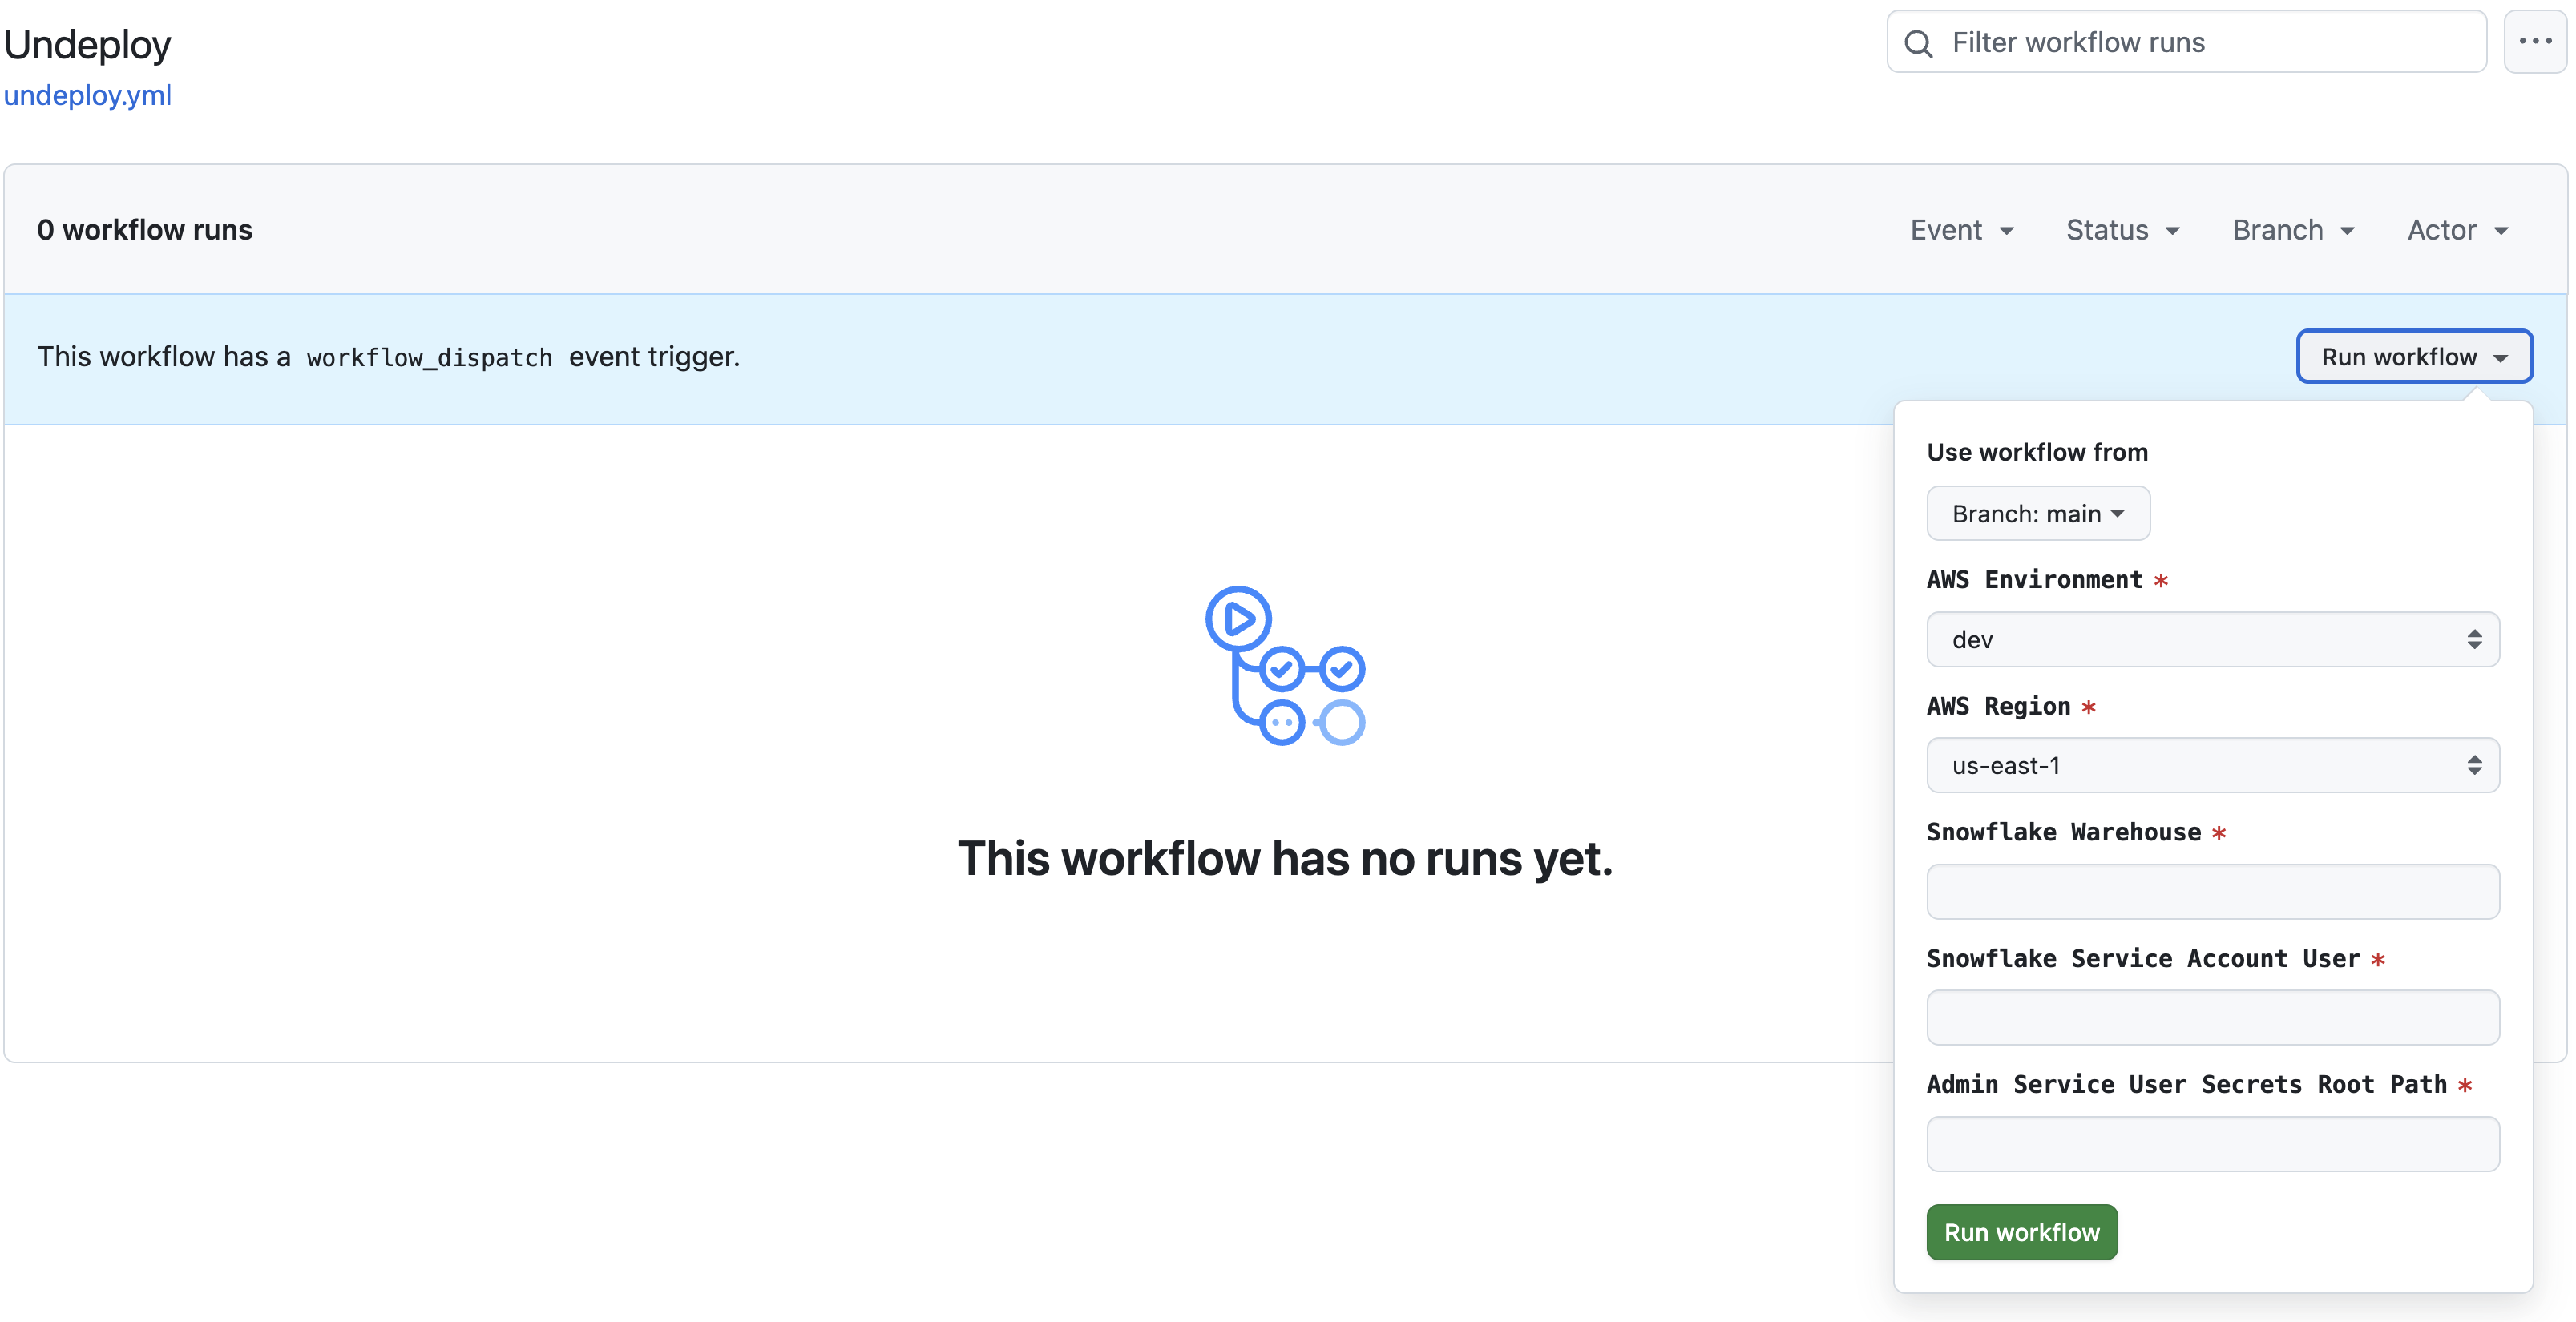 Undeploy
Filter workflow runs
undeploy.yml
0 workflow runs
Event
Status
Branch
Actor
This workflow has a workflow_dispatch event trigger.
Run workflow
Use workflow from
Branch: main
AWS Environment *
dev
AWS Region *
us-east-1
Snowflake Warehouse *
Snowflake Service Account User *
Admin Service User Secrets Root Path *
Run workflow
This workflow has no runs yet.